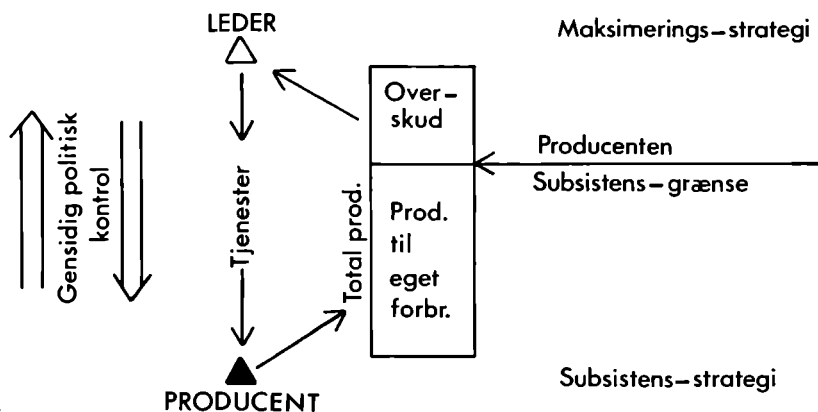 LEDER
Maksimerings-strategi
Over-
skud
Gensidig politisk
kontrol
Tjenester
Total prod.
Producenten
Subsistens-grænse
Prod.
til
eget
forbr.
PRODUCENT
Subsistens-strategi